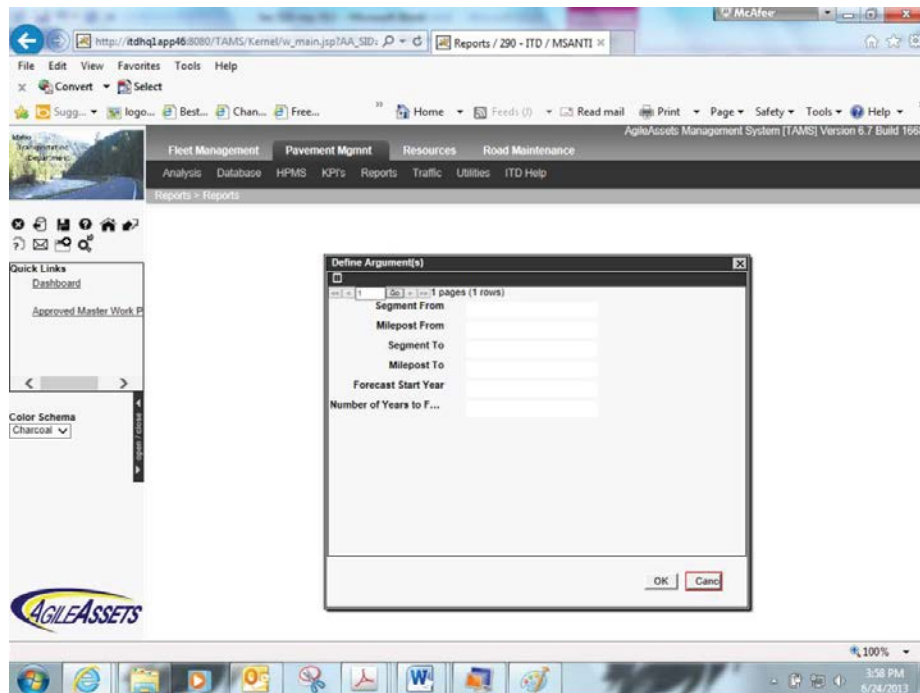 McAfee
http://itdhq1app46:8080/TAMS/Kernel/w_main.jsp?AA_SID:
Reports / 290 - ITD / MSANTI ×
File Edit View Favorites Tools Help
x Convert Select
Sugg... logo... Best... Chan... Free... » Home Feeds (J) Read mail Print Page Safety Tools Help
AgileAssets Management System [TAMS] Version 6.7 Build 166
Fleet Management Pavement Mgmnt Resources Road Maintenance
Analysis Database HPMS KPI's Reports Traffic Utilities ITD Help
Reports > Reports
Quick Links
Dashboard
Approved Master Work P
Color Schema
Charcoal
open / close
Define Argument(s)
1 Go 1 pages (1 rows)
Segment From
Milepost From
Segment To
Milepost To
Forecast Start Year
Number of Years to F...
OK Canc
AGILEASSETS
100%
3:58 PM
6/24/2013